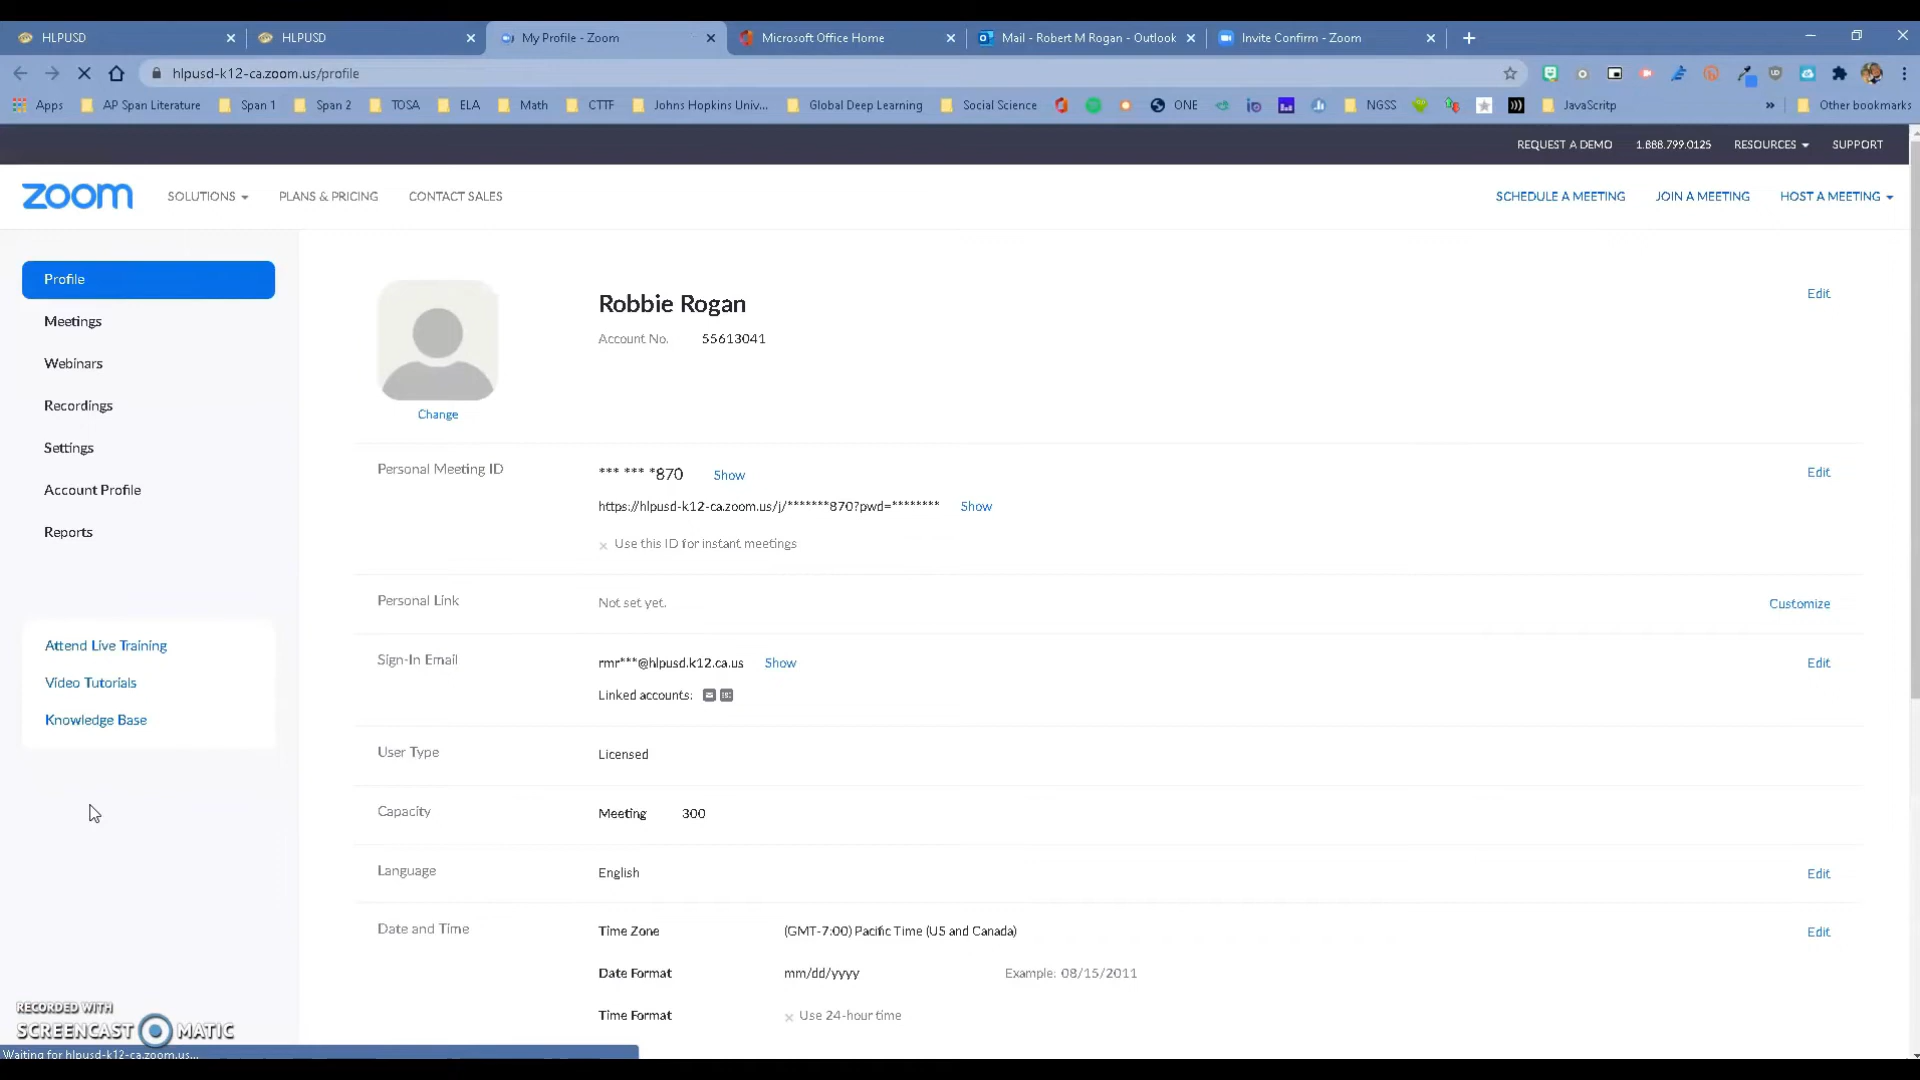 HLPUSD
HLPUSD
My Profile - Zoom
Microsoft Office Home
Mail - Robert M Rogan - Outlook
Invite Confirm - Zoom
hlpusd-k12-ca.zoom.us/profile
Apps
AP Span Literature
Span 1
Span 2
TOSA
ELA
Math
CTTF
Johns Hopkins Univ...
Global Deep Learning
Social Science
ONE
NGSS
JavaScritp
Other bookmarks
REQUEST A DEMO
1.888.799.0125
RESOURCES
SUPPORT
zoom
SOLUTIONS
PLANS & PRICING
CONTACT SALES
SCHEDULE A MEETING
JOIN A MEETING
HOST A MEETING
Profile
Meetings
Webinars
Recordings
Settings
Account Profile
Reports
Attend Live Training
Video Tutorials
Knowledge Base
Change
Robbie Rogan
Edit
Account No. 55613041
Personal Meeting ID
*** *** *870 Show
Edit
https://hlpusd-k12-ca.zoom.us/j/*******870?pwd=******** Show
Use this ID for instant meetings
Personal Link
Not set yet.
Customize
Sign-In Email
rmr***@hlpusd.k12.ca.us Show
Edit
Linked accounts:
User Type
Licensed
Capacity
Meeting 300
Language
English
Edit
Date and Time
Time Zone (GMT-7:00) Pacific Time (US and Canada)
Edit
Date Format mm/dd/yyyy Example: 08/15/2011
Time Format Use 24-hour time
RECORDED WITH
SCREENCAST MATIC
Waiting for hlpusd-k12-ca.zoom.us...